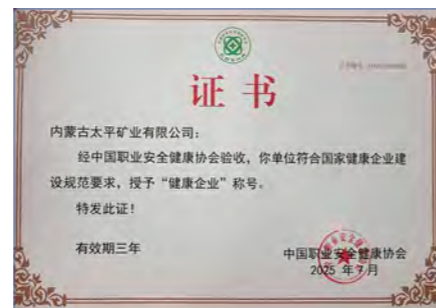 证书
内蒙古太平矿业有限公司：
经中国职业安全健康协会验收，你单位符合国家健康企业建
设规范要求，授予“健康企业”称号。
特发此证！
有效期三年
中国职业安全健康协会
2025 年7月